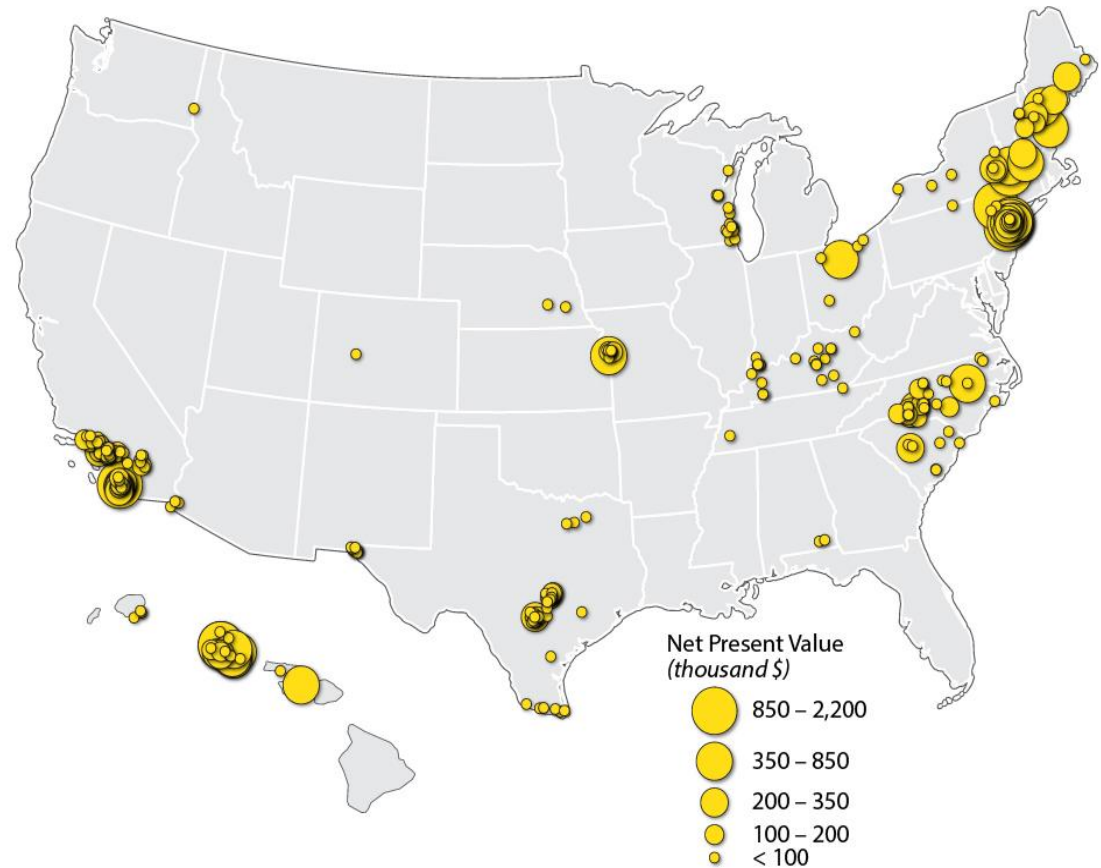 Net Present Value
(thousand $)
850 – 2,200
350 – 850
200 – 350
100 – 200
< 100